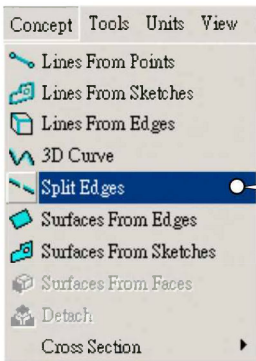 Concept Tools Units View
Lines From Points
Lines From Sketches
Lines From Edges
3D Curve
Split Edges
Surfaces From Edges
Surfaces From Sketches
Surfaces From Faces
Detach
Cross Section